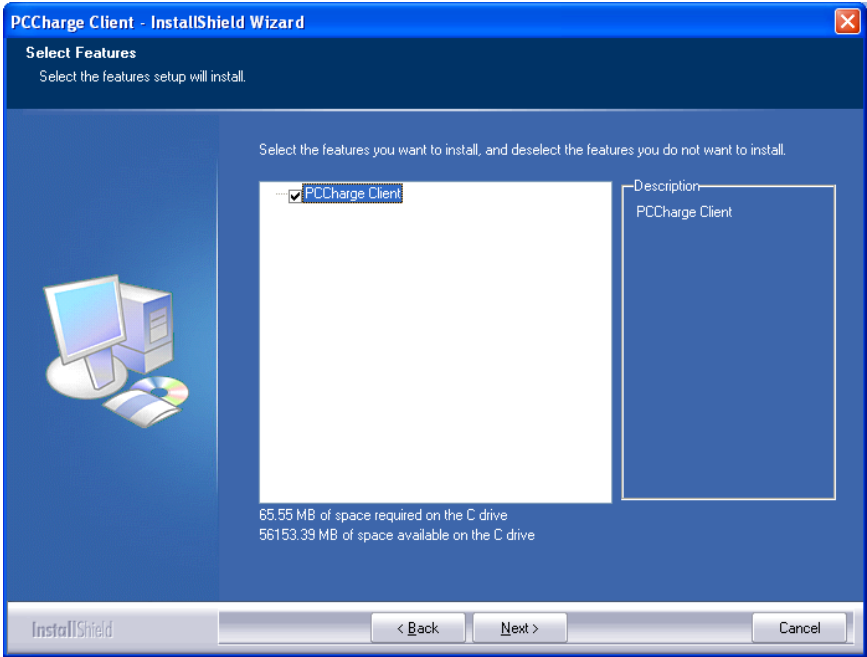 PCCharge Client - InstallShield Wizard
Select Features
Select the features setup will install.
Select the features you want to install, and deselect the features you do not want to install.
PCCharge Client
Description
PCCharge Client
65.55 MB of space required on the C drive
56153.39 MB of space available on the C drive
InstallShield
< Back
Next >
Cancel